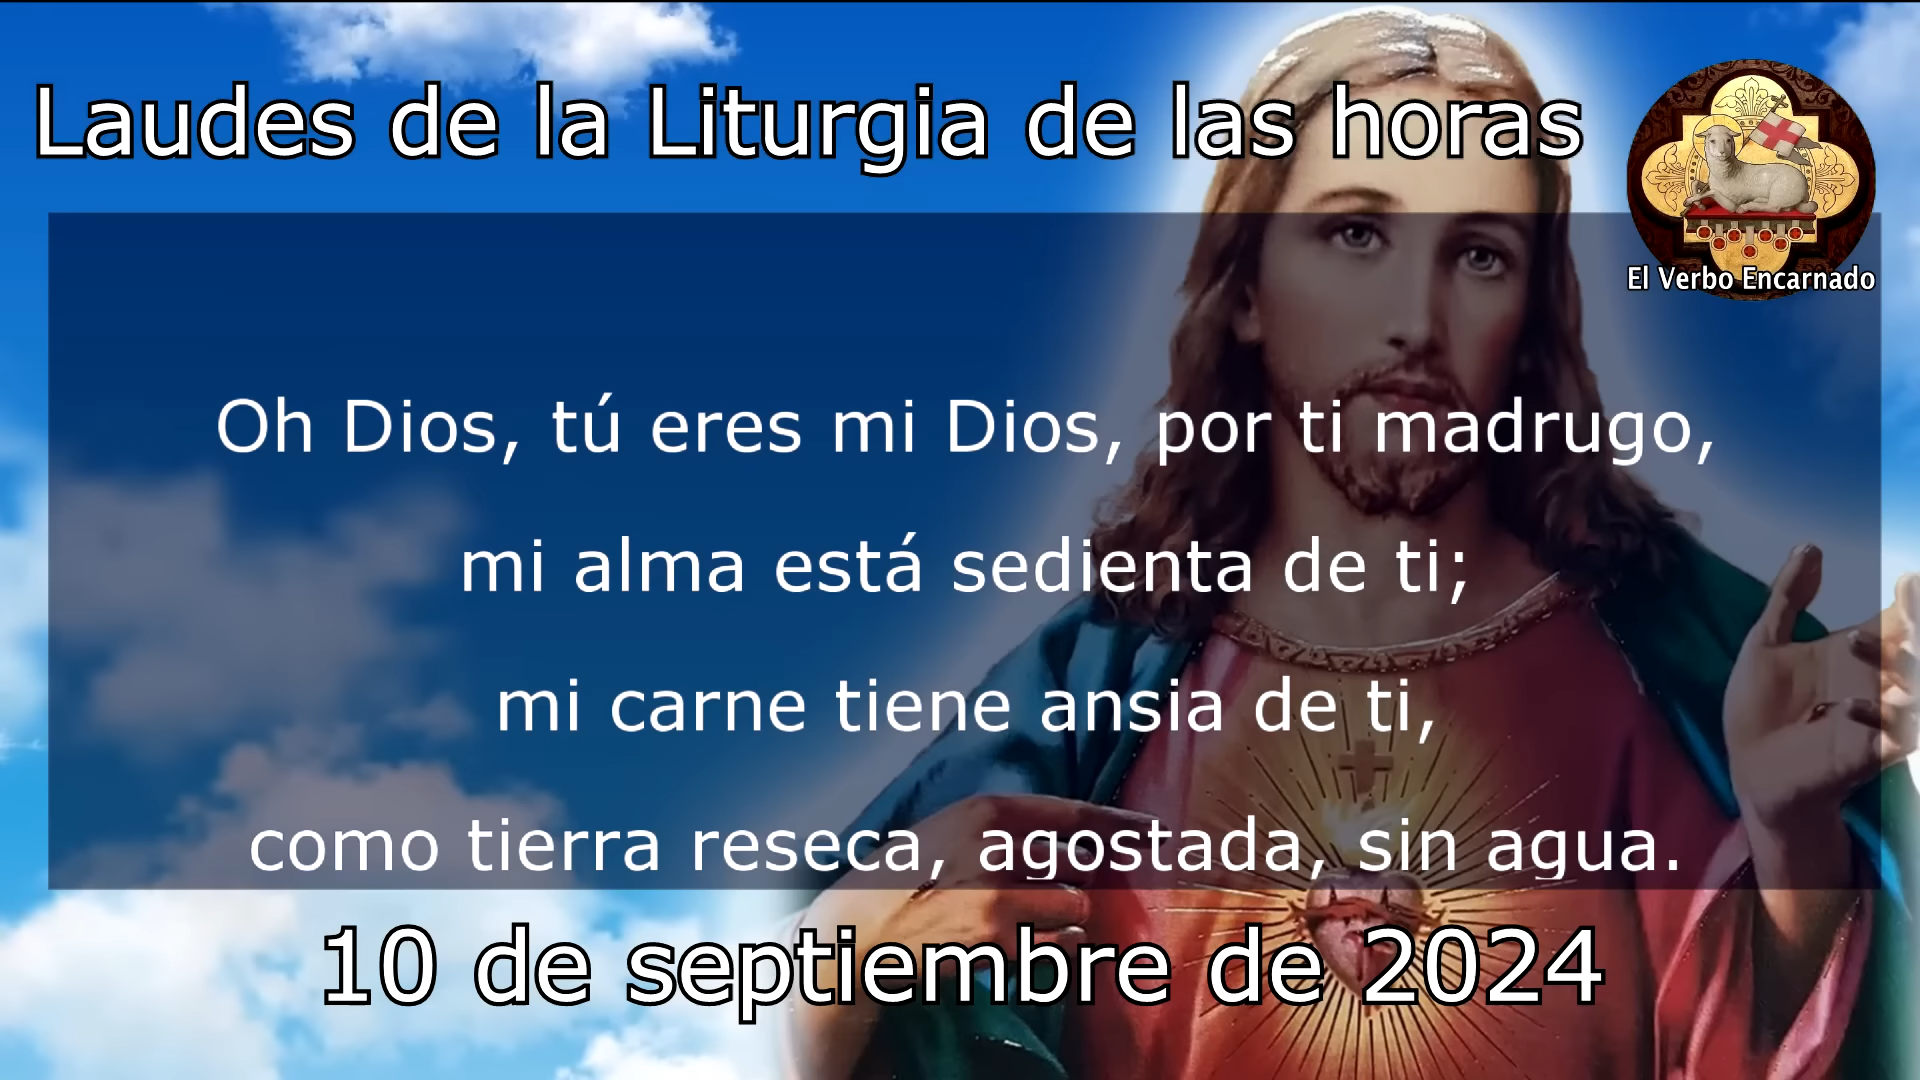 Laudes de la Liturgia de las horas
El Verbo Encarnado
Oh Dios, tú eres mi Dios, por ti madrugo,
mi alma está sedienta de ti;
mi carne tiene ansia de ti,
como tierra reseca, agostada, sin agua.
10 de septiembre de 2024